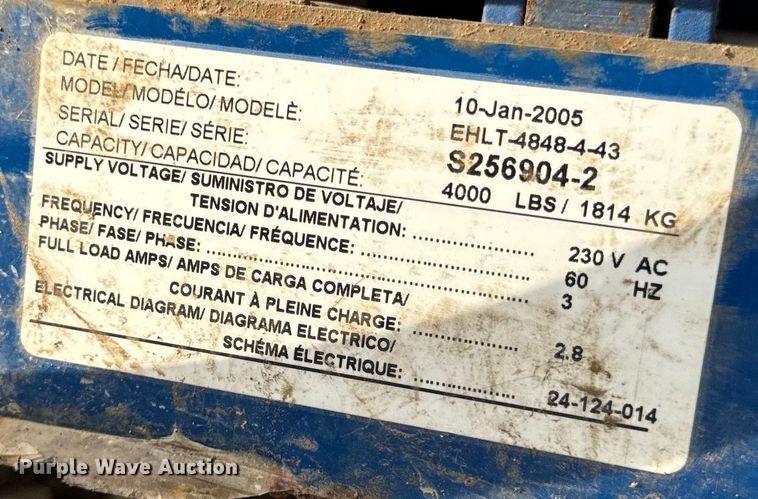 DATE / FECHA/DATE: 10-Jan-2005
MODEL/ MODÉLO/ MODELÈ: EHLT-4848-4-43
SERIAL/ SERIE/ SÉRIE: S256904-2
CAPACITY/ CAPACIDAD/ CAPACITÉ: 4000 LBS/ 1814 KG
SUPPLY VOLTAGE/ SUMINISTRO DE VOLTAJE/
TENSION D'ALIMENTATION: ..................... 230 V AC
FREQUENCY/ FRECUENCIA/ FRÉQUENCE: ..................... 60 HZ
PHASE/ FASE/ PHASE: ..................... 3
FULL LOAD AMPS/ AMPS DE CARGA COMPLETA/
COURANT À PLEINE CHARGE: ..................... 2.8
ELECTRICAL DIAGRAM/ DIAGRAMA ELECTRICO/
SCHÉMA ÉLECTRIQUE: ..................... 24-124-014
Purple Wave Auction